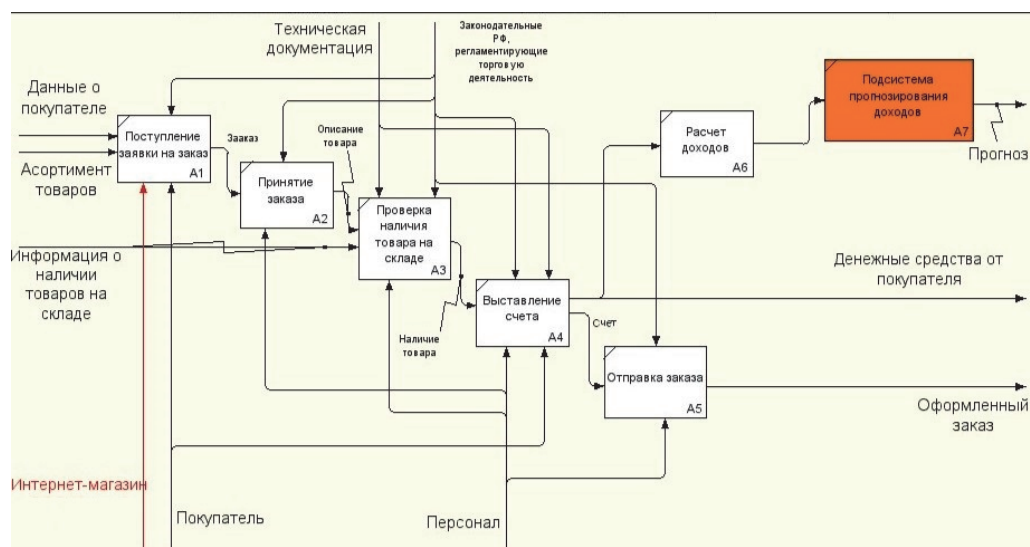 Техническая
документация
Законодательные
РФ,
регламентирующие
торговую
деятельность
Данные о
покупателе
Асортимент
товаров
Поступление
заявки на заказ
A1
Зааказ
Принятие
заказа
A2
Описание
товара
Проверка
наличия
товара на
складе
A3
Информация о
наличии
товаров на
складе
Наличие
товара
Выставление
счета
A4
Счет
Отправка заказа
A5
Расчет
доходов
A6
Подсистема
прогнозирования
доходов
A7
Прогноз
Денежные средства от
покупателя
Оформленный
заказ
Интернет-магазин
Покупатель
Персонал